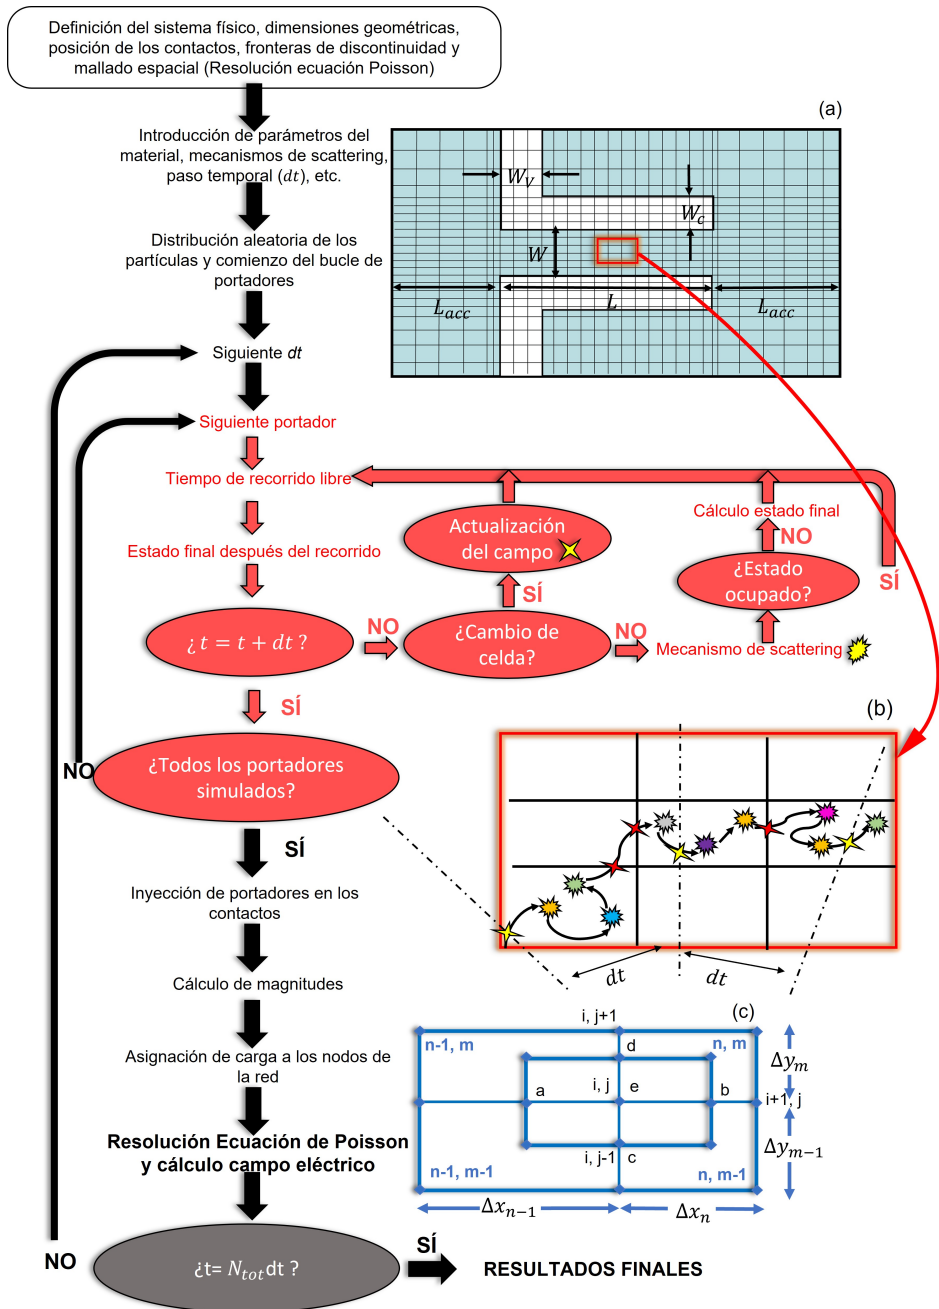 Definición del sistema físico, dimensiones geométricas,
posición de los contactos, fronteras de discontinuidad y
mallado espacial (Resolución ecuación Poisson)
Introducción de parámetros del
material, mecanismos de scattering,
paso temporal (dt), etc.
Distribución aleatoria de los
partículas y comienzo del bucle de
portadores
Siguiente dt
(a)
W_V
W_c
W
L
L_acc
L_acc
Siguiente portador
Tiempo de recorrido libre
Estado final después del recorrido
¿ t = t + dt ?
NO
¿Cambio de
celda?
SÍ
Actualización
del campo
NO
Mecanismo de scattering
¿Estado
ocupado?
NO
Cálculo estado final
SÍ
SÍ
¿Todos los portadores
simulados?
NO
SÍ
(b)
dt
dt
Inyección de portadores en los
contactos
Cálculo de magnitudes
Asignación de carga a los nodos de
la red
Resolución Ecuación de Poisson
y cálculo campo eléctrico
¿t= N_tot dt ?
NO
SÍ
RESULTADOS FINALES
(c)
i, j+1
n-1, m
d
n, m
Δy_m
a
i, j
e
b
i+1, j
i, j-1
c
Δy_m−1
n-1, m-1
n, m-1
Δx_n−1
Δx_n